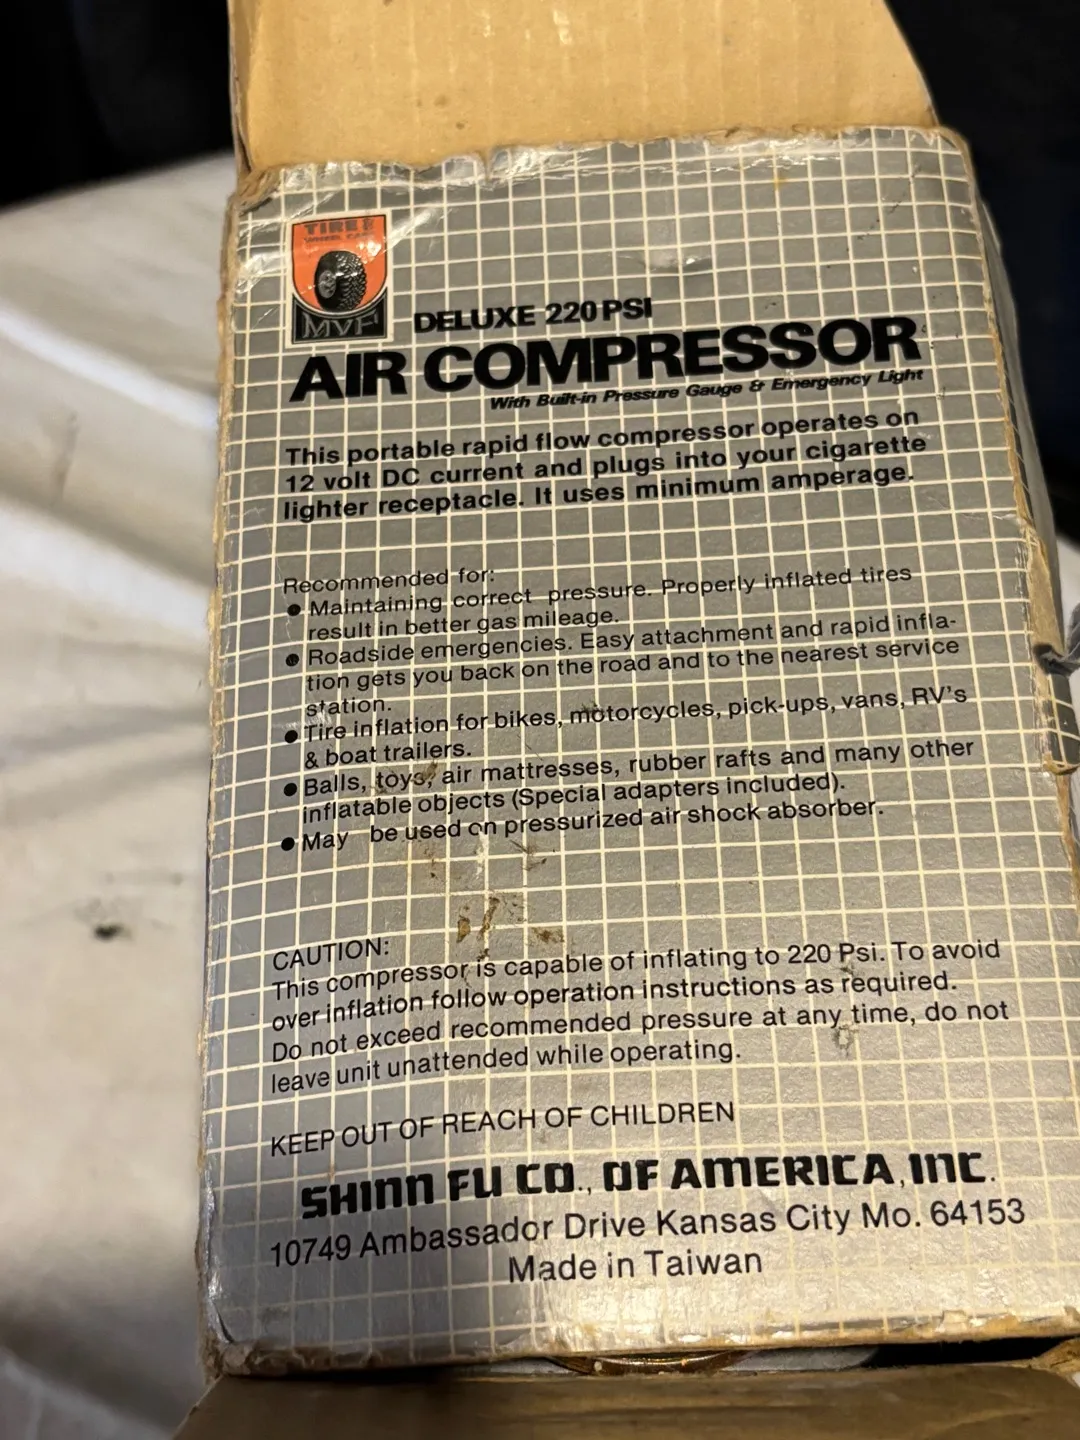 TIRE &
WHEEL CARE
MVP
DELUXE 220 PSI
AIR COMPRESSOR
With Built-in Pressure Gauge & Emergency Light
This portable rapid flow compressor operates on
12 volt DC current and plugs into your cigarette
lighter receptacle. It uses minimum amperage.
Recommended for:
● Maintaining correct pressure. Properly inflated tires
result in better gas mileage.
● Roadside emergencies. Easy attachment and rapid infla-
tion gets you back on the road and to the nearest service
station.
● Tire inflation for bikes, motorcycles, pick-ups, vans, RV's
& boat trailers.
● Balls, toys, air mattresses, rubber rafts and many other
inflatable objects (Special adapters included).
● May be used on pressurized air shock absorber.
CAUTION:
This compressor is capable of inflating to 220 Psi. To avoid
over inflation follow operation instructions as required.
Do not exceed recommended pressure at any time, do not
leave unit unattended while operating.
KEEP OUT OF REACH OF CHILDREN
SHINN FU CO., OF AMERICA, INC.
10749 Ambassador Drive Kansas City Mo. 64153
Made in Taiwan